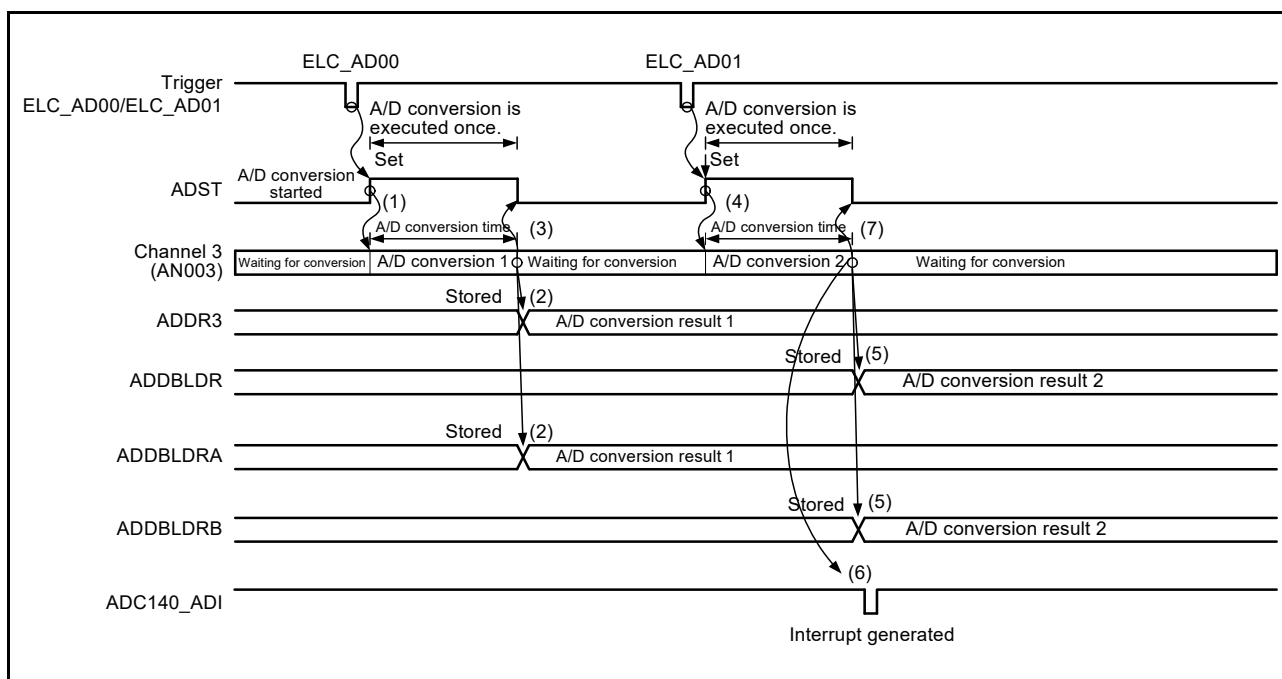 ELC_AD00
ELC_AD01
Trigger
ELC_AD00/ELC_AD01
A/D conversion is
executed once.
A/D conversion is
executed once.
Set
Set
A/D conversion
started
ADST
(1)
(4)
A/D conversion time
(3)
A/D conversion time
(7)
Channel 3
(AN003)
Waiting for conversion
A/D conversion 1
Waiting for conversion
A/D conversion 2
Waiting for conversion
Stored
(2)
ADDR3
A/D conversion result 1
Stored
(5)
ADDBLDR
A/D conversion result 2
Stored
(2)
ADDBLDRA
A/D conversion result 1
Stored
(5)
ADDBLDRB
A/D conversion result 2
(6)
ADC140_ADI
Interrupt generated